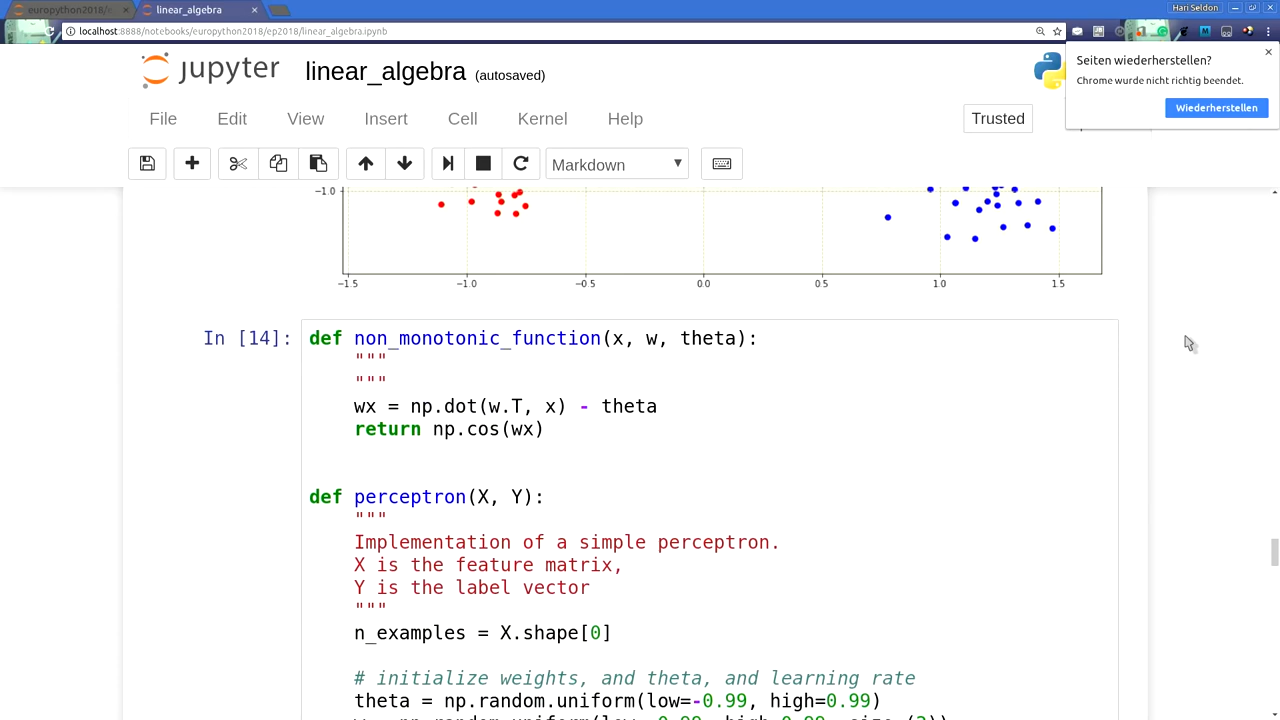 europython2018/e
linear_algebra
Hari Seldon
localhost:8888/notebooks/europython2018/ep2018/linear_algebra.ipynb
jupyter
linear_algebra (autosaved)
Seiten wiederherstellen?
Chrome wurde nicht richtig beendet.
Wiederherstellen
File Edit View Insert Cell Kernel Help
Trusted
Markdown
−1.0
−1.5 −1.0 −0.5 0.0 0.5 1.0 1.5
In [14]:
def non_monotonic_function(x, w, theta):
"""
"""
wx = np.dot(w.T, x) - theta
return np.cos(wx)
def perceptron(X, Y):
"""
Implementation of a simple perceptron.
X is the feature matrix,
Y is the label vector
"""
n_examples = X.shape[0]
# initialize weights, and theta, and learning rate
theta = np.random.uniform(low=-0.99, high=0.99)